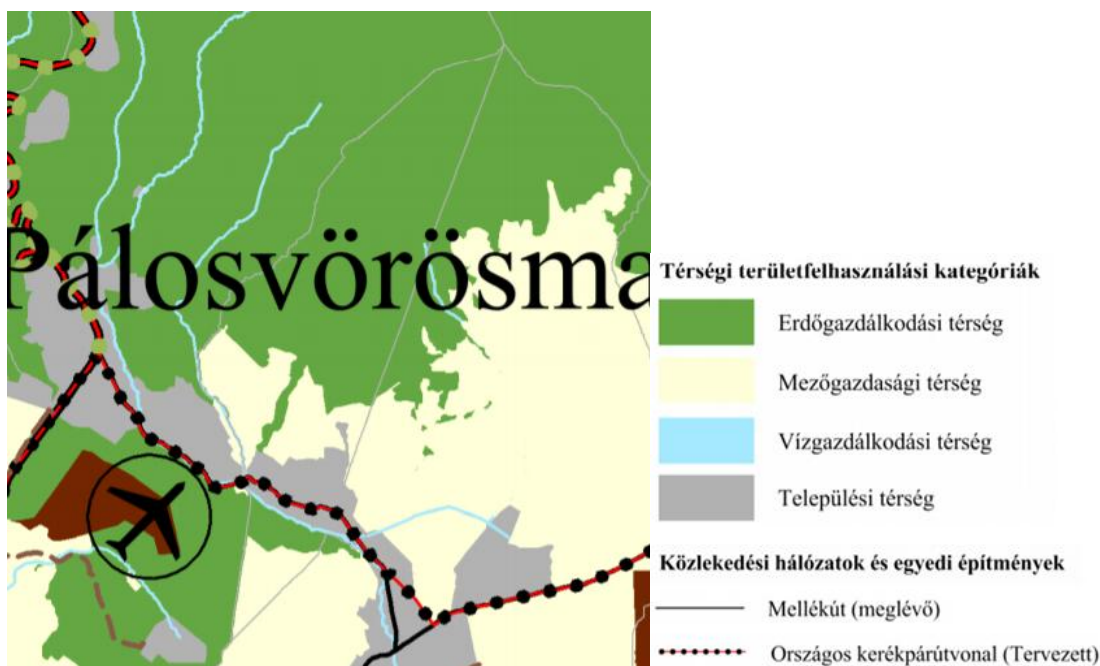 Pálosvörösma
Térségi területfelhasználási kategóriák
Erdőgazdálkodási térség
Mezőgazdasági térség
Vízgazdálkodási térség
Települési térség
Közlekedési hálózatok és egyedi építmények
Mellékút (meglévő)
Országos kerékpárútvonal (Tervezett)